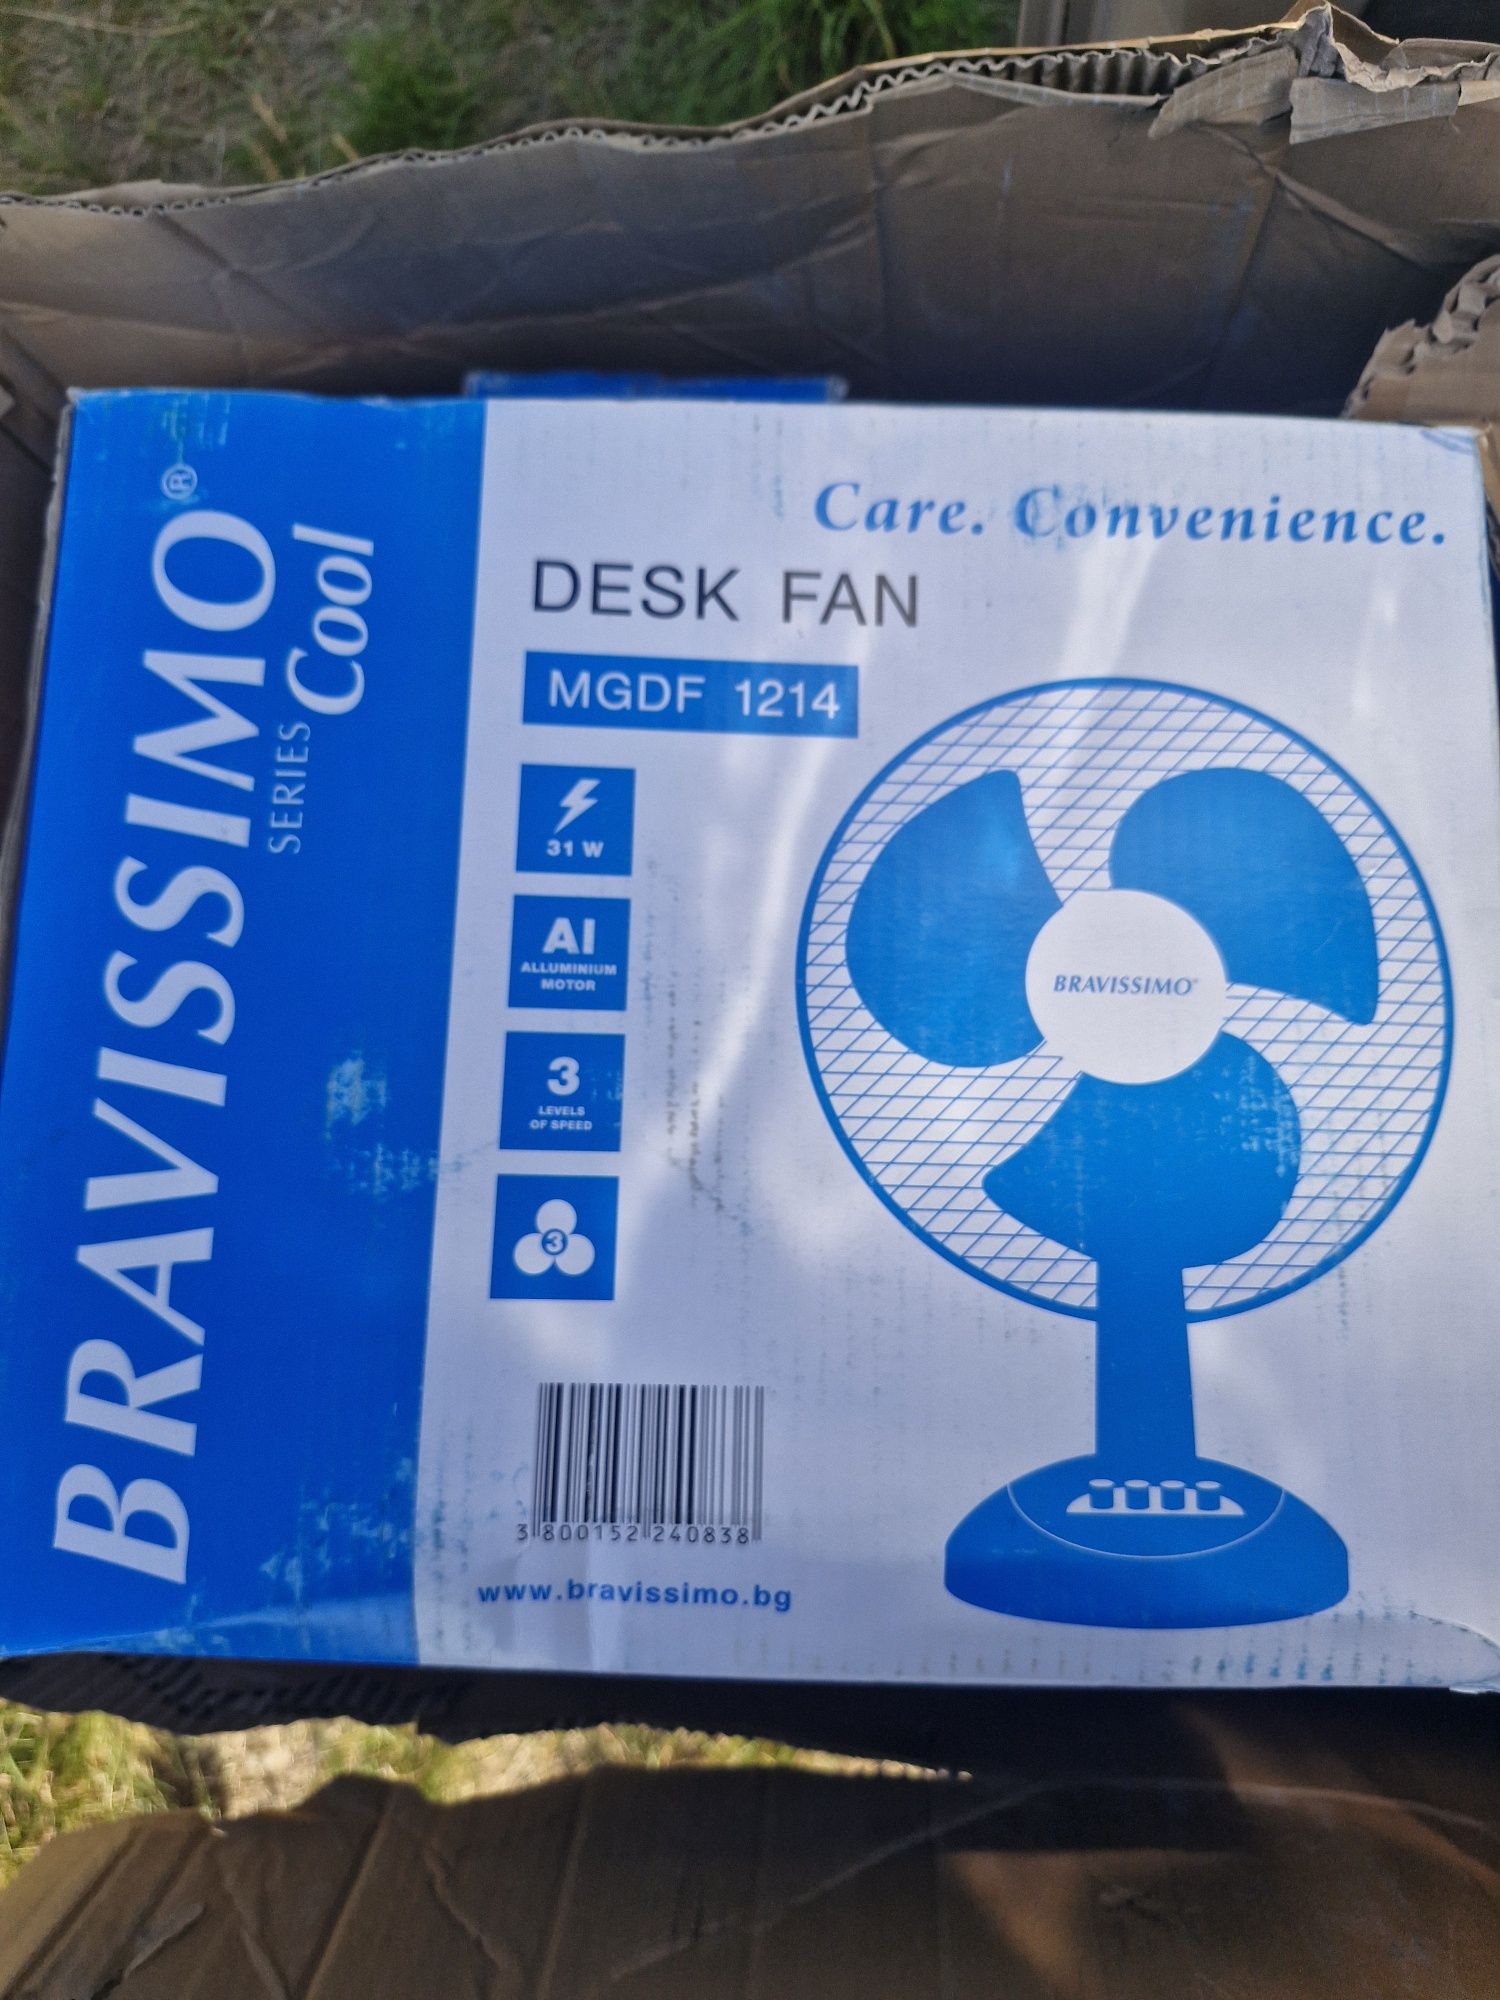 BRAVISSIMO®
SERIES Cool
Care. Convenience.
DESK FAN
MGDF 1214
31 W
Al
ALLUMINIUM
MOTOR
3
LEVELS
OF SPEED
3
BRAVISSIMO
3 800152 240838
www.bravissimo.bg